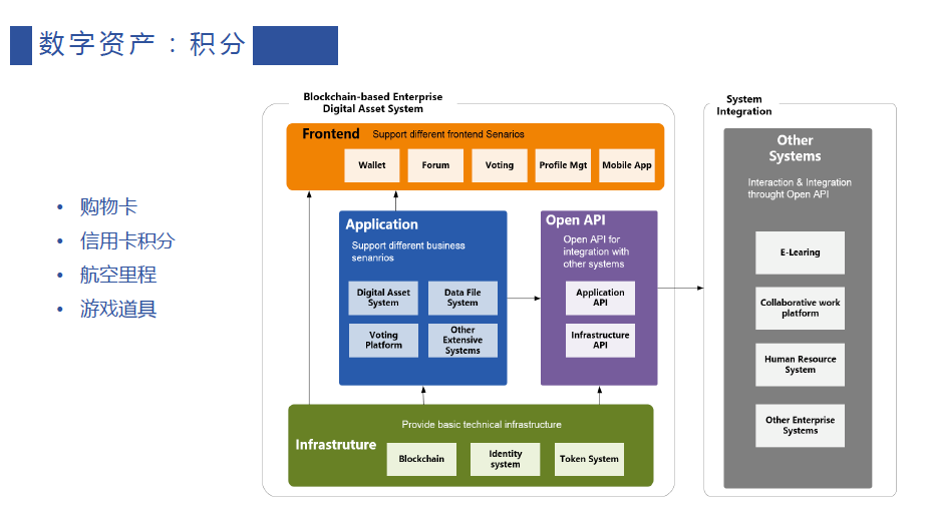 数字资产：积分
购物卡
信用卡积分
航空里程
游戏道具
Blockchain-based Enterprise
Digital Asset System
Frontend
Support different frontend Senarios
Wallet
Forum
Voting
Profile Mgt
Mobile App
Application
Support different business
senanrios
Digital Asset
System
Data File
System
Voting
Platform
Other
Extensive
Systems
Open API
Open API for
integration with
other systems
Application
API
Infrastructure
API
Provide basic technical infrastructure
Infrastruture
Blockchain
Identity
system
Token System
System
Integration
Other
Systems
Interaction & Integration
throught Open API
E-Learing
Collaborative work
platform
Human Resource
System
Other Enterprise
Systems